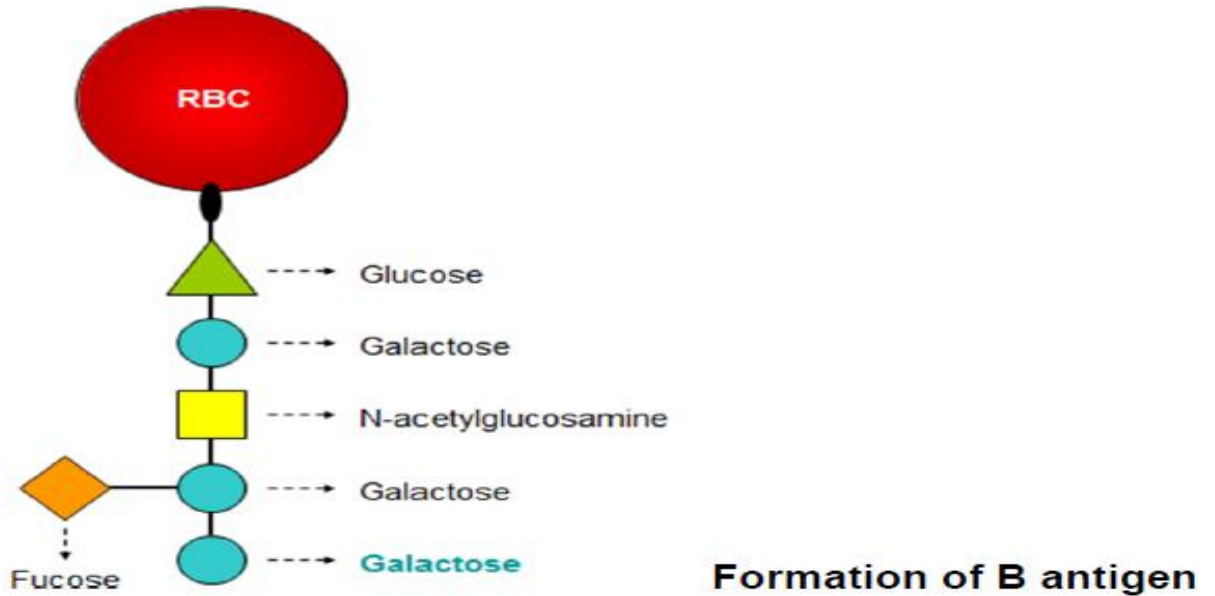 RBC
Glucose
Galactose
N-acetylglucosamine
Galactose
Galactose
Fucose
Formation of B antigen